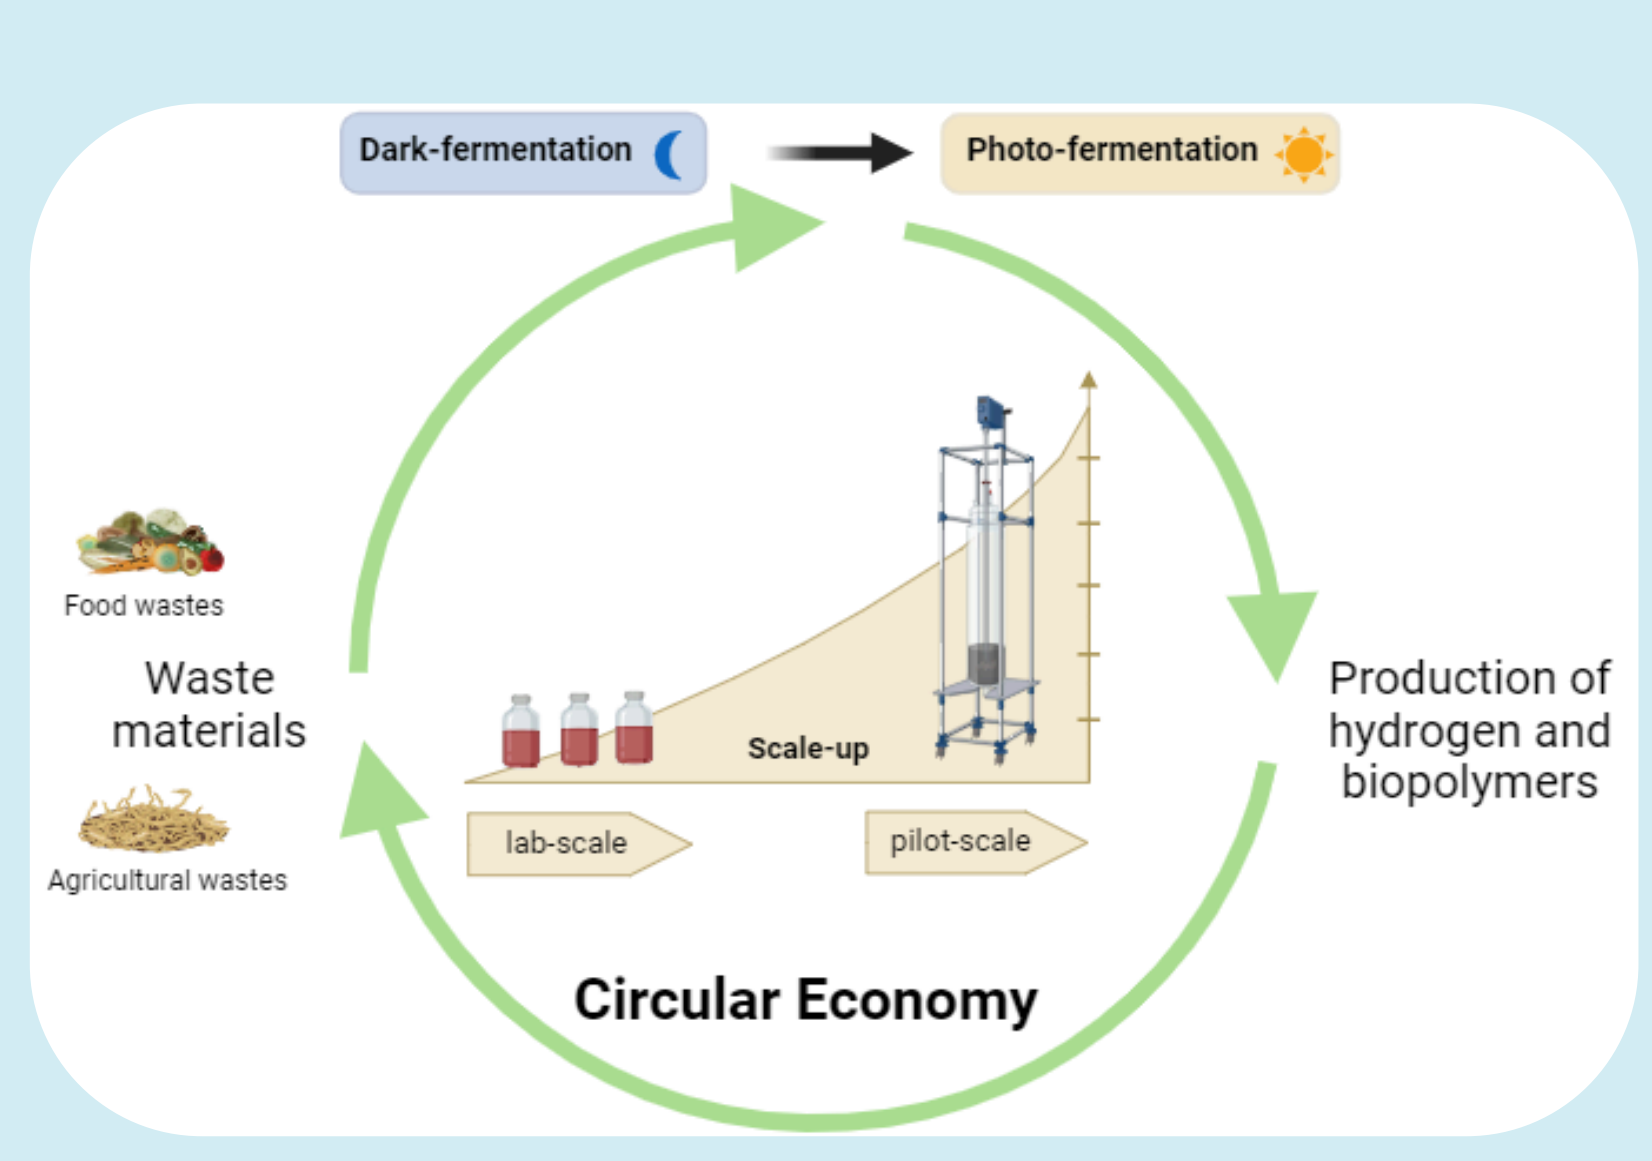 Dark-fermentation
Photo-fermentation
Food wastes
Waste
materials
Agricultural wastes
Scale-up
lab-scale
pilot-scale
Production of
hydrogen and
biopolymers
Circular Economy